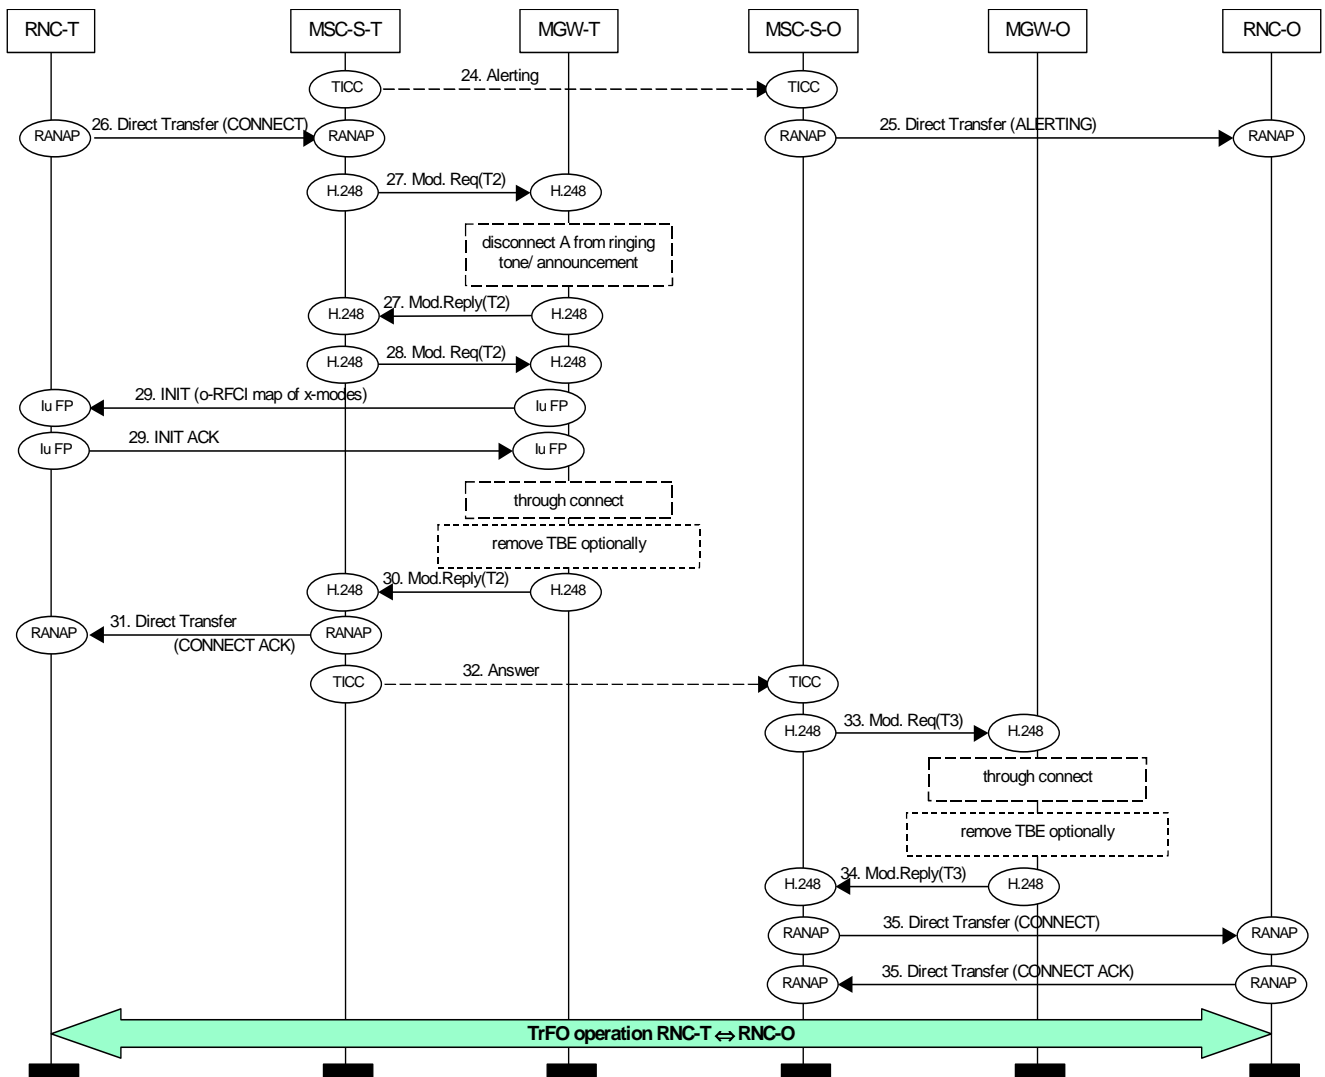 RNC-T
MSC-S-T
MGW-T
MSC-S-O
MGW-O
RNC-O
TICC
24. Alerting
TICC
RANAP
26. Direct Transfer (CONNECT)
RANAP
RANAP
25. Direct Transfer (ALERTING)
RANAP
H.248
27. Mod. Req(T2)
H.248
disconnect A from ringing
tone/ announcement
H.248
27. Mod.Reply(T2)
H.248
H.248
28. Mod. Req(T2)
H.248
Iu FP
29. INIT (o-RFCI map of x-modes)
Iu FP
Iu FP
29. INIT ACK
Iu FP
through connect
remove TBE optionally
H.248
30. Mod.Reply(T2)
H.248
RANAP
31. Direct Transfer
(CONNECT ACK)
RANAP
TICC
32. Answer
TICC
H.248
33. Mod. Req(T3)
H.248
through connect
remove TBE optionally
H.248
34. Mod.Reply(T3)
H.248
RANAP
35. Direct Transfer (CONNECT)
RANAP
RANAP
35. Direct Transfer (CONNECT ACK)
RANAP
TrFO operation RNC-T ⇔ RNC-O